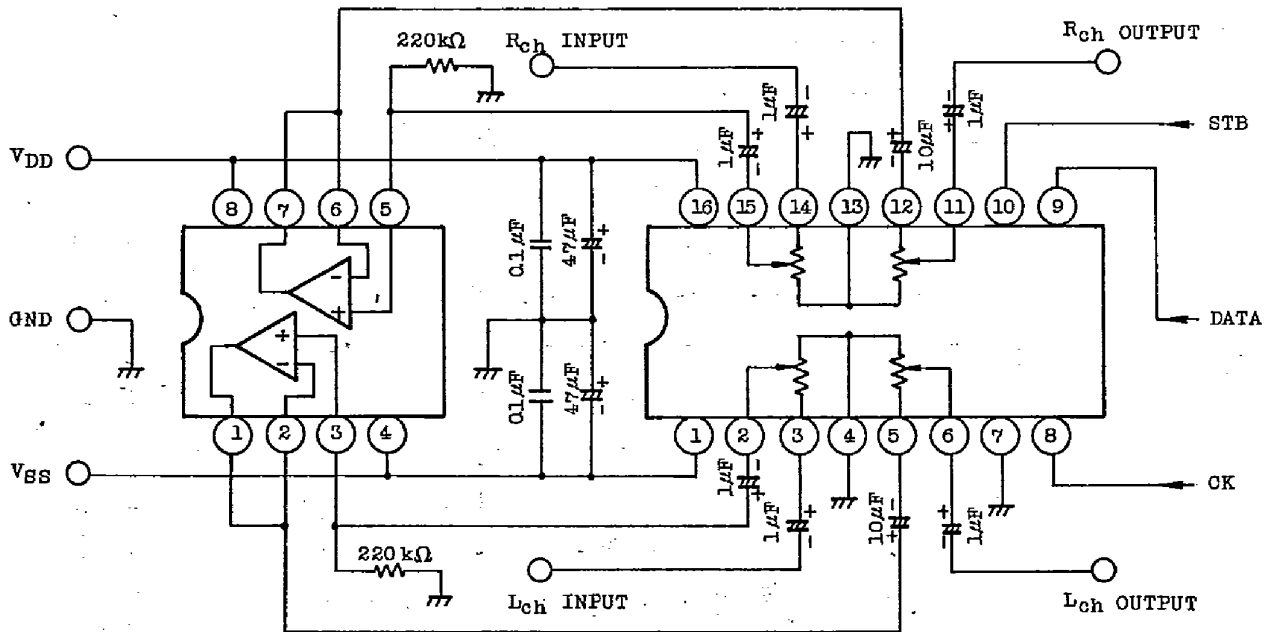 220kΩ
Rch INPUT
Rch OUTPUT
1μF
1μF
10μF
1μF
STB
VDD
8 7 6 5
16 15 14 13 12 11 10 9
0.1μF
47μF
GND
DATA
0.1μF
47μF
1 2 3 4
1 2 3 4 5 6 7 8
VSS
CK
1μF
1μF
10μF
1μF
220kΩ
Lch INPUT
Lch OUTPUT